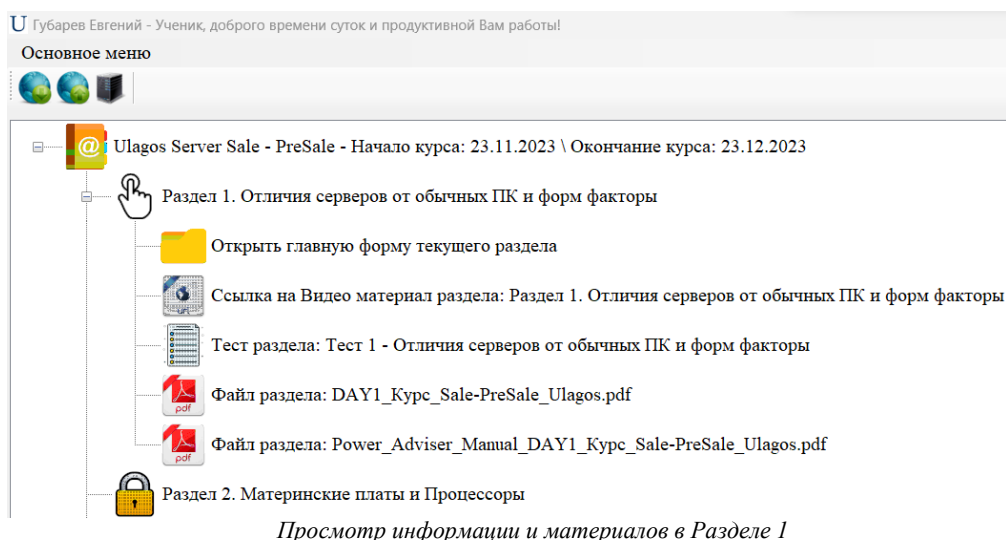 U Губарев Евгений - Ученик, доброго времени суток и продуктивной Вам работы!
Основное меню
@ Ulagos Server Sale - PreSale - Начало курса: 23.11.2023 \ Окончание курса: 23.12.2023
Раздел 1. Отличия серверов от обычных ПК и форм факторы
Открыть главную форму текущего раздела
Ссылка на Видео материал раздела: Раздел 1. Отличия серверов от обычных ПК и форм факторы
Тест раздела: Тест 1 - Отличия серверов от обычных ПК и форм факторы
pdf Файл раздела: DAY1_Курс_Sale-PreSale_Ulagos.pdf
pdf Файл раздела: Power_Adviser_Manual_DAY1_Курс_Sale-PreSale_Ulagos.pdf
Раздел 2. Материнские платы и Процессоры
Просмотр информации и материалов в Разделе 1